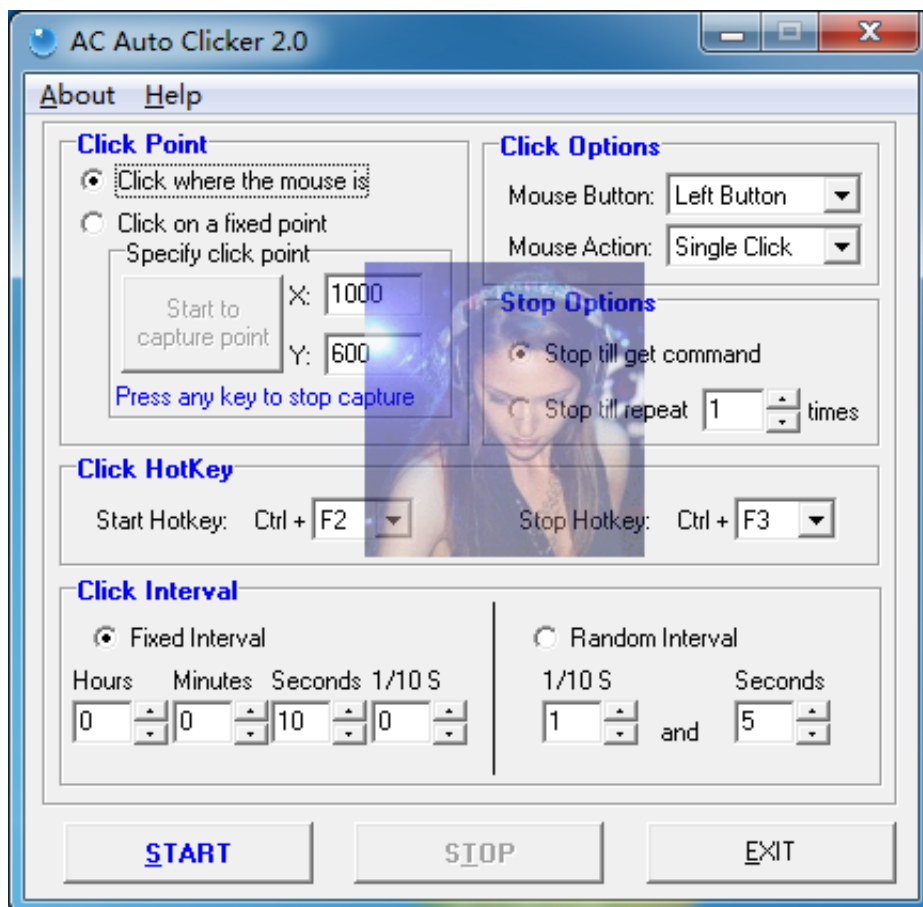 AC Auto Clicker 2.0
About Help
Click Point
Click where the mouse is
Click on a fixed point
Specify click point
Start to
capture point
X: 1000
Y: 600
Press any key to stop capture
Click Options
Mouse Button: Left Button
Mouse Action: Single Click
Stop Options
Stop till get command
Stop till repeat 1 times
Click HotKey
Start Hotkey: Ctrl + F2 Stop Hotkey: Ctrl + F3
Click Interval
Fixed Interval
Hours Minutes Seconds 1/10 S
0 0 10 0
Random Interval
1/10 S Seconds
1 and 5
START STOP EXIT